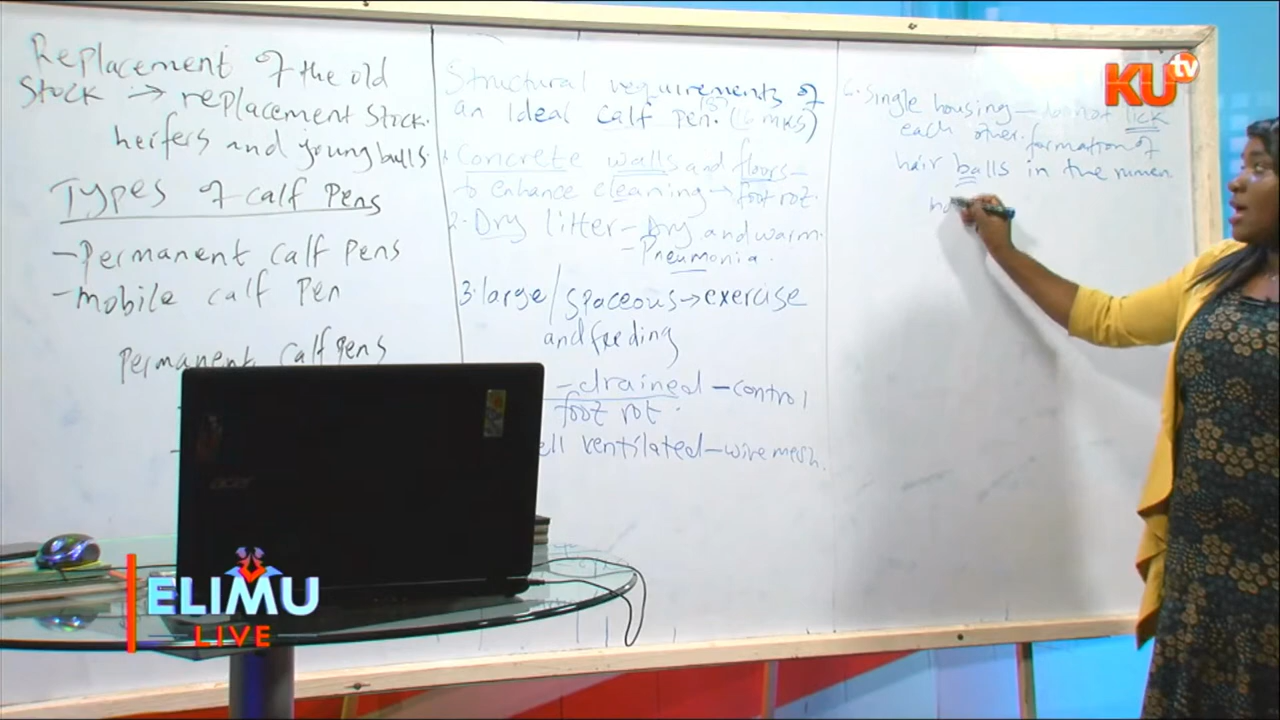 Replacement of the old
Stock → replacement Stock.
heifers and young bulls.
Types of calf Pens
- Permanent calf Pens
- mobile calf Pen
Permanent Calf Pens
Structural requirements of
an Ideal calf Pen.
1. Concrete walls and floors-
to enhance cleaning → foot rot.
2. Dry litter - Dry and warm.
- Pneumonia.
3. large/spaceous → exercise
and feeding
- drained - control
foot rot.
ell ventilated - wire mesh.
6. Single housing - do not lick
each other. formation of
hair balls in the rumen
KU tv
acer
ELIMU
LIVE